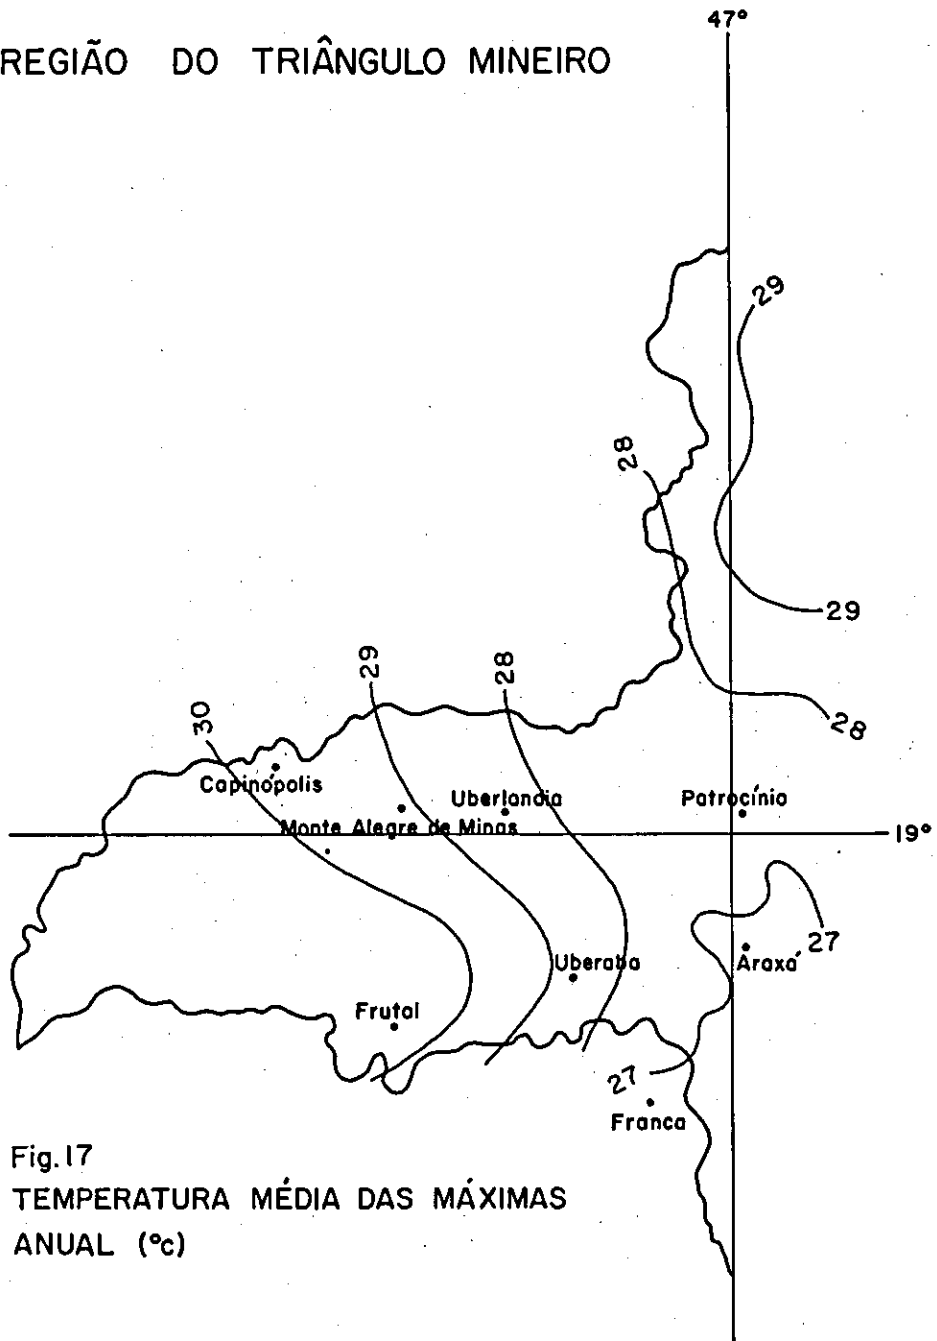 47°
REGIÃO DO TRIÂNGULO MINEIRO
29
28
29
29
28
28
30
Capinópolis
Uberlandia
Patrocínio
Monte Alegre de Minas
19°
27
Uberaba
Araxá
Frutal
27
Franca
Fig.17
TEMPERATURA MÉDIA DAS MÁXIMAS
ANUAL (°c)